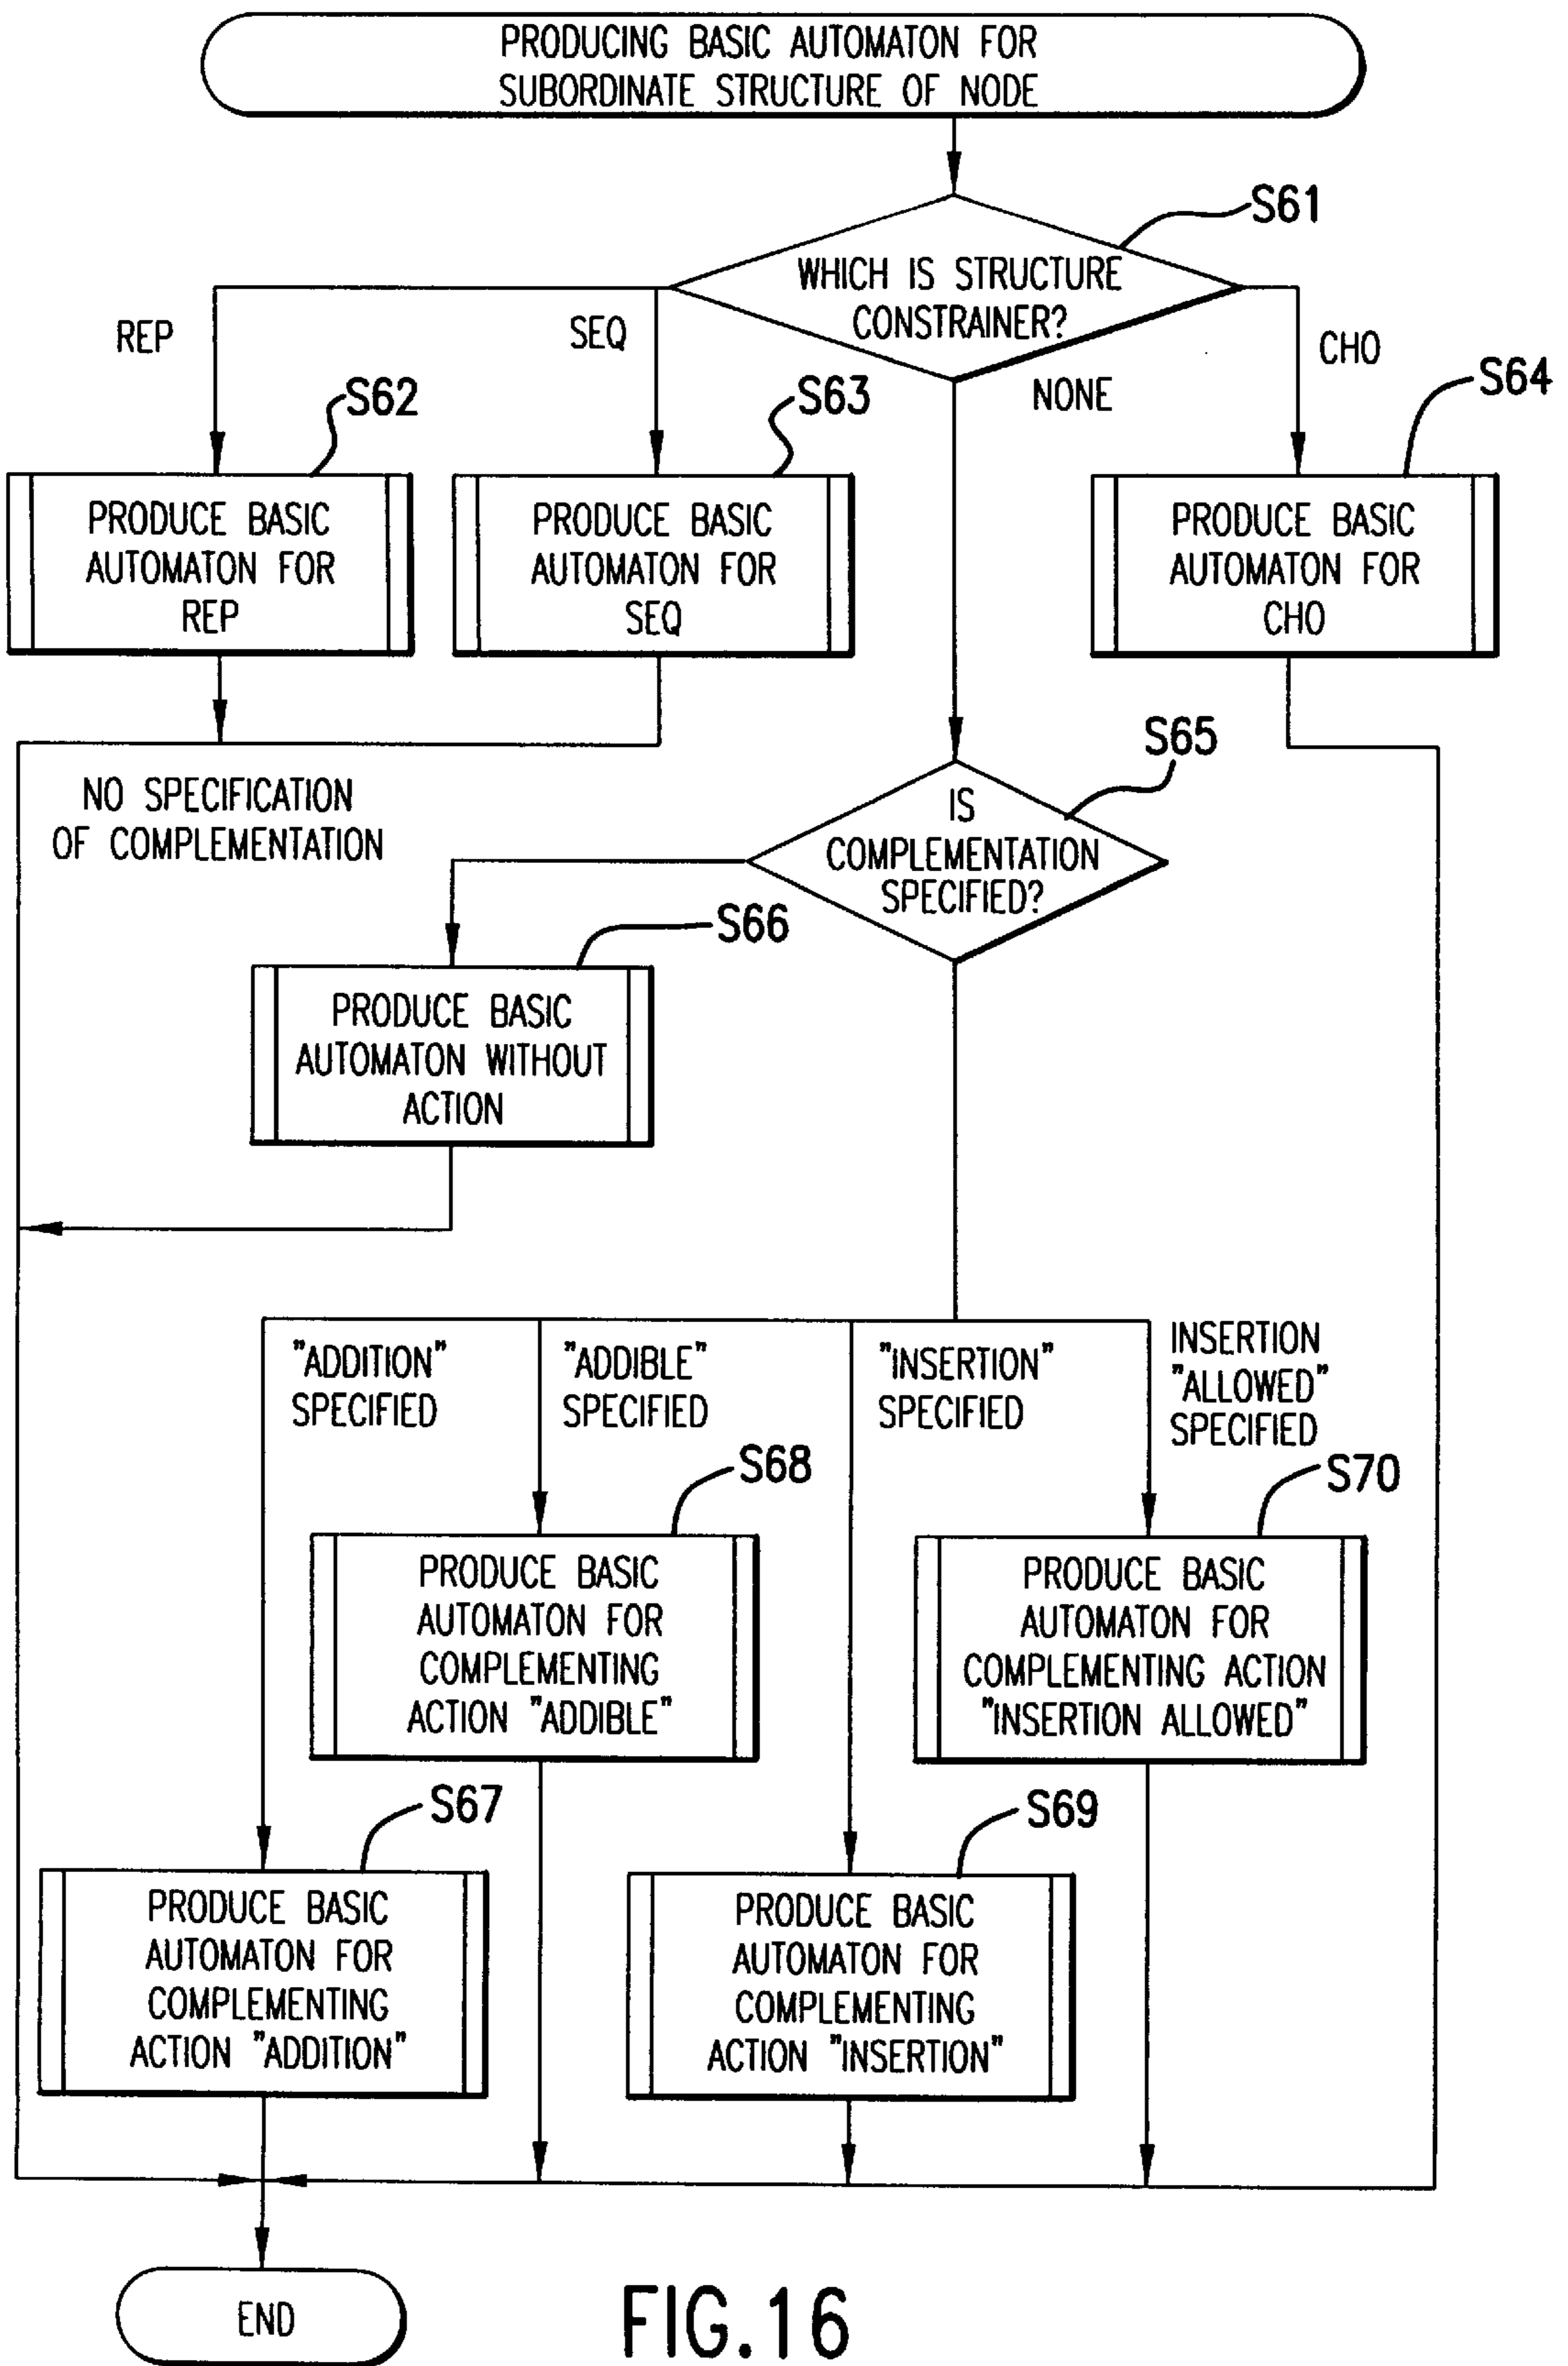 PRODUCING BASIC AUTOMATON FOR
SUBORDINATE STRUCTURE OF NODE
S61
WHICH IS STRUCTURE
CONSTRAINER?
REP
SEQ
NONE
CHO
S62
S63
S64
PRODUCE BASIC
AUTOMATON FOR
REP
PRODUCE BASIC
AUTOMATON FOR
SEQ
PRODUCE BASIC
AUTOMATON FOR
CHO
S65
NO SPECIFICATION
OF COMPLEMENTATION
IS
COMPLEMENTATION
SPECIFIED?
S66
PRODUCE BASIC
AUTOMATON WITHOUT
ACTION
"ADDITION"
SPECIFIED
"ADDIBLE"
SPECIFIED
"INSERTION"
SPECIFIED
INSERTION
"ALLOWED"
SPECIFIED
S68
S70
PRODUCE BASIC
AUTOMATON FOR
COMPLEMENTING
ACTION "ADDIBLE"
PRODUCE BASIC
AUTOMATON FOR
COMPLEMENTING ACTION
"INSERTION ALLOWED"
S67
S69
PRODUCE BASIC
AUTOMATON FOR
COMPLEMENTING
ACTION "ADDITION"
PRODUCE BASIC
AUTOMATON FOR
COMPLEMENTING
ACTION "INSERTION"
END
FIG.16